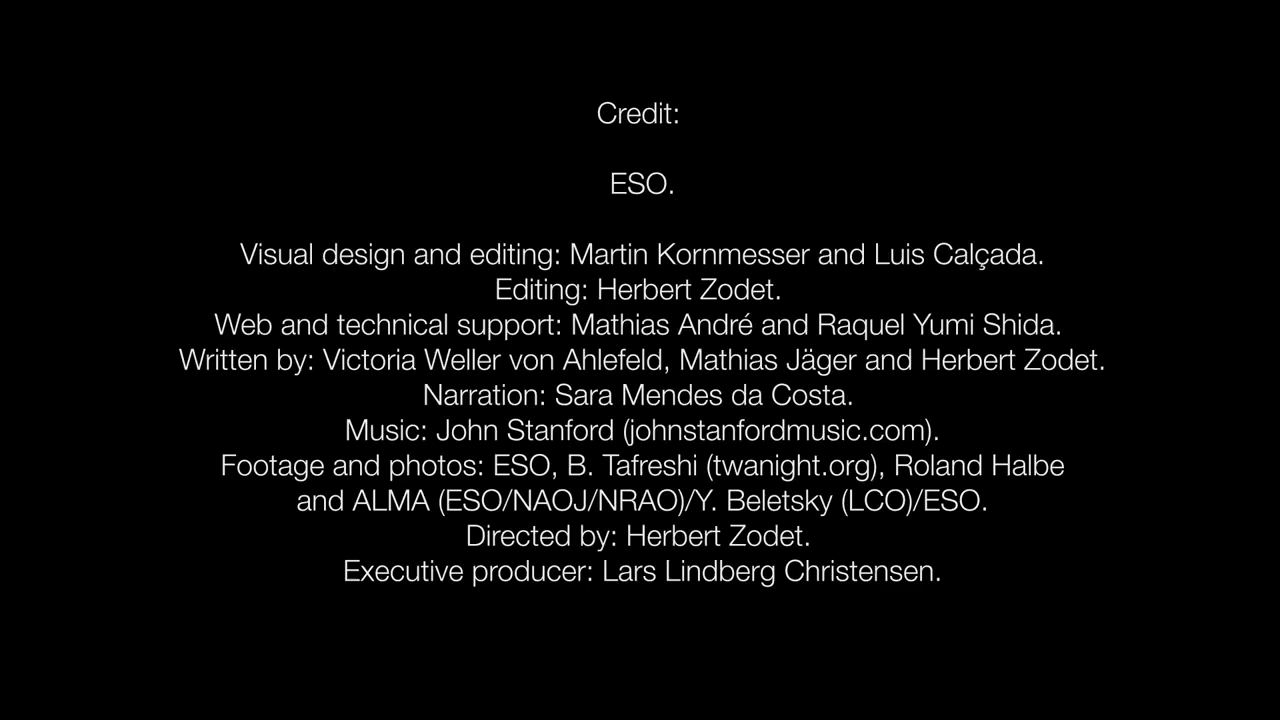 Credit:
ESO.
Visual design and editing: Martin Kornmesser and Luis Calçada.
Editing: Herbert Zodet.
Web and technical support: Mathias André and Raquel Yumi Shida.
Written by: Victoria Weller von Ahlefeld, Mathias Jäger and Herbert Zodet.
Narration: Sara Mendes da Costa.
Music: John Stanford (johnstanfordmusic.com).
Footage and photos: ESO, B. Tafreshi (twanight.org), Roland Halbe
and ALMA (ESO/NAOJ/NRAO)/Y. Beletsky (LCO)/ESO.
Directed by: Herbert Zodet.
Executive producer: Lars Lindberg Christensen.